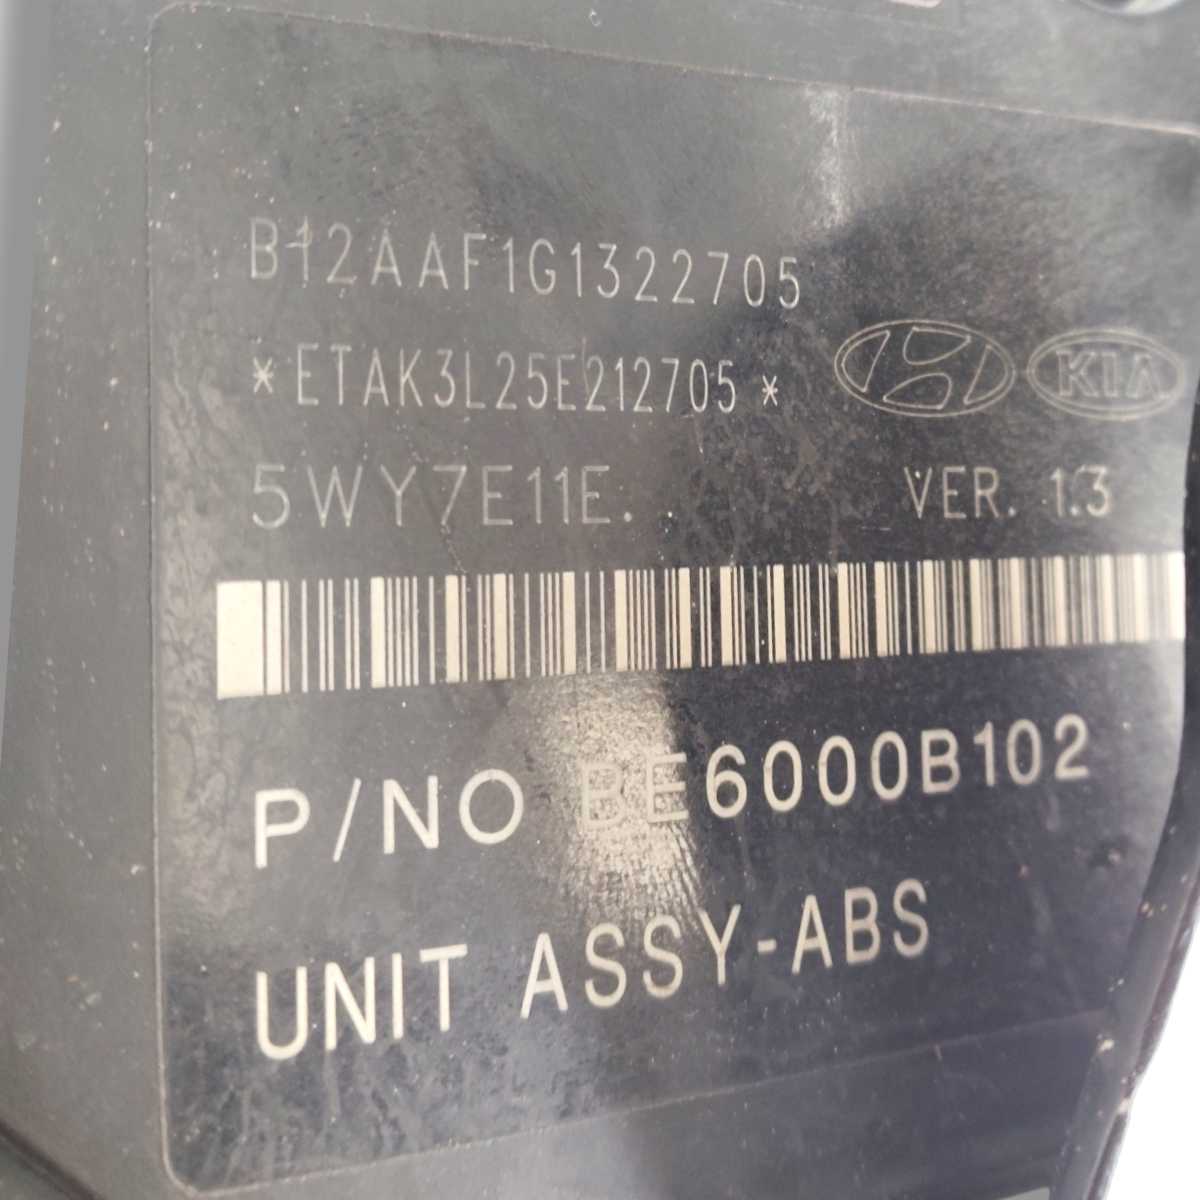 B12AAF1G1322705
*ETAK3L25E212705*
KIA
5WY7E11E. VER. 1.3
P/NO BE6000B102
UNIT ASSY-ABS